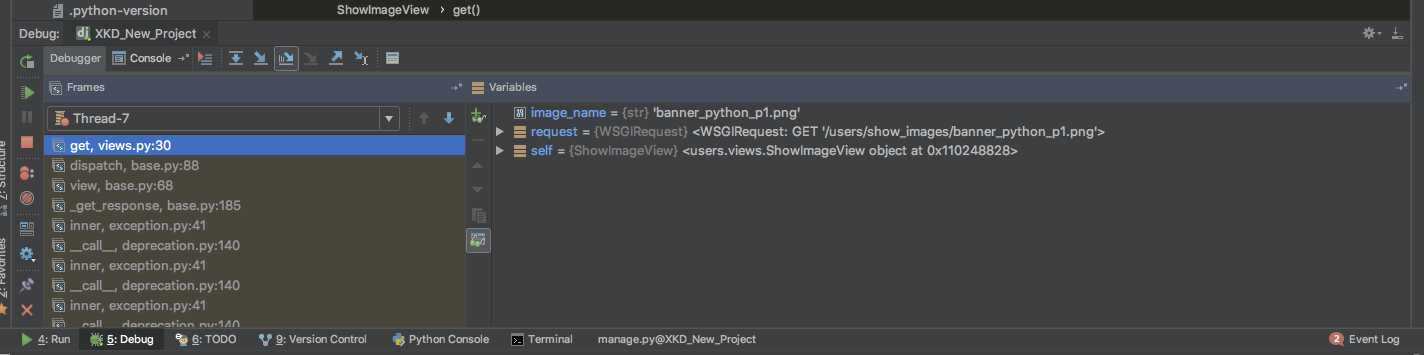 .python-version
ShowImageView › get()
Debug: dj XKD_New_Project ×
Debugger Console
Frames
Variables
Thread-7
get, views.py:30
dispatch, base.py:88
view, base.py:68
_get_response, base.py:185
inner, exception.py:41
__call__, deprecation.py:140
inner, exception.py:41
__call__, deprecation.py:140
inner, exception.py:41
__call__, deprecation.py:140
image_name = {str} 'banner_python_p1.png'
request = {WSGIRequest} <WSGIRequest: GET '/users/show_images/banner_python_p1.png'>
self = {ShowImageView} <users.views.ShowImageView object at 0x110248828>
Z: Structure
2: Favorites
4: Run 5: Debug 6: TODO 9: Version Control Python Console Terminal manage.py@XKD_New_Project 2 Event Log